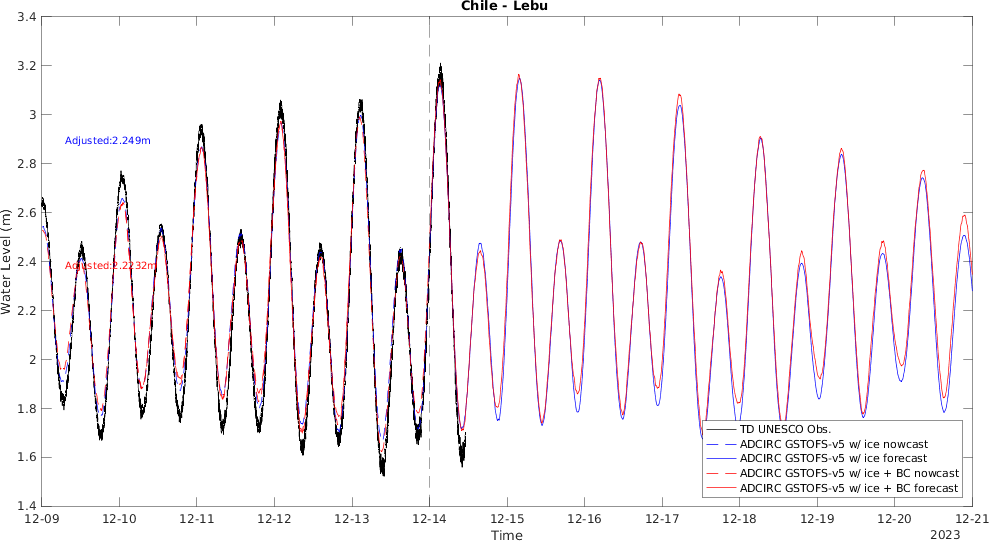 Chile - Lebu
3.4
3.2
3
2.8
2.6
2.4
2.2
2
1.8
1.6
1.4
Water Level (m)
Adjusted:2.249m
Adjusted:2.2232m
TD UNESCO Obs.
ADCIRC GSTOFS-v5 w/ ice nowcast
ADCIRC GSTOFS-v5 w/ ice forecast
ADCIRC GSTOFS-v5 w/ ice + BC nowcast
ADCIRC GSTOFS-v5 w/ ice + BC forecast
12-09 12-10 12-11 12-12 12-13 12-14 12-15 12-16 12-17 12-18 12-19 12-20 12-21
Time
2023